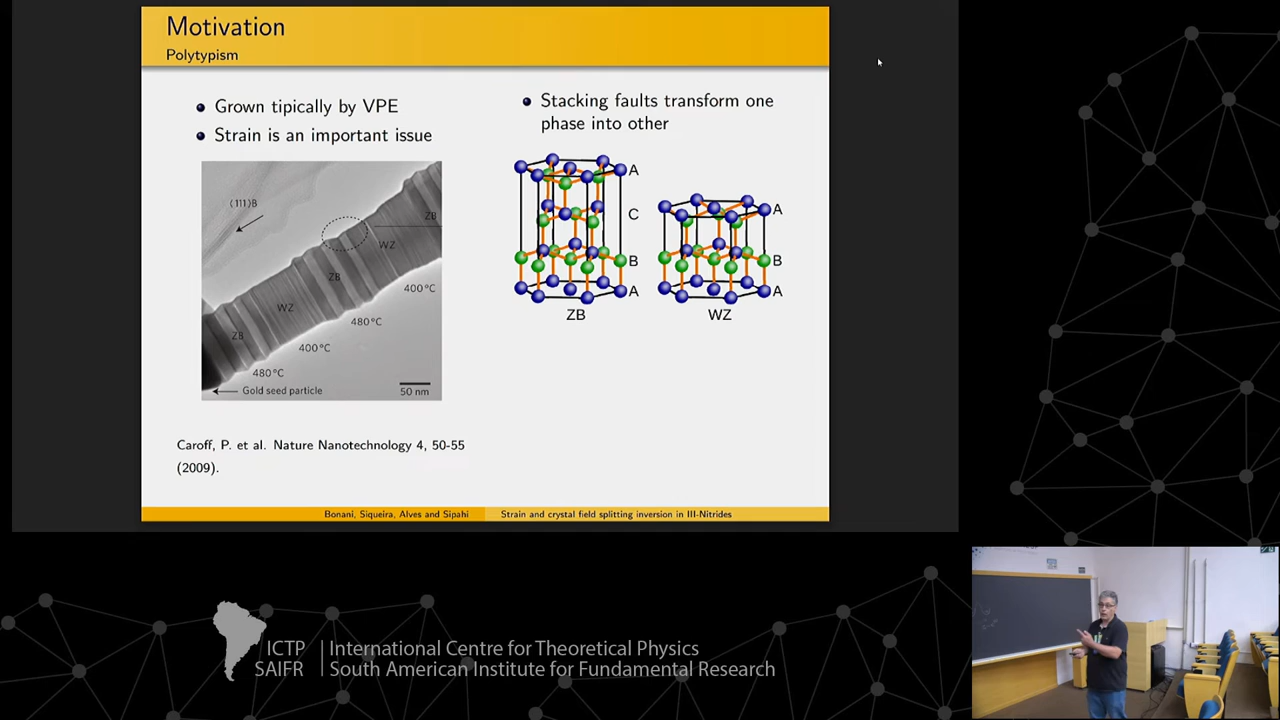 Motivation
Polytypism
Grown tipically by VPE
Strain is an important issue
(111)B
ZB
WZ
ZB
400°C
WZ
480°C
ZB
400°C
480°C
Gold seed particle
50 nm
Caroff, P. et al. Nature Nanotechnology 4, 50-55
(2009).
Stacking faults transform one
phase into other
A
C
B
A
ZB
A
B
A
WZ
Bonani, Siqueira, Alves and Sipahi
Strain and crystal field splitting inversion in III-Nitrides
ICTP
SAIFR
International Centre for Theoretical Physics
South American Institute for Fundamental Research